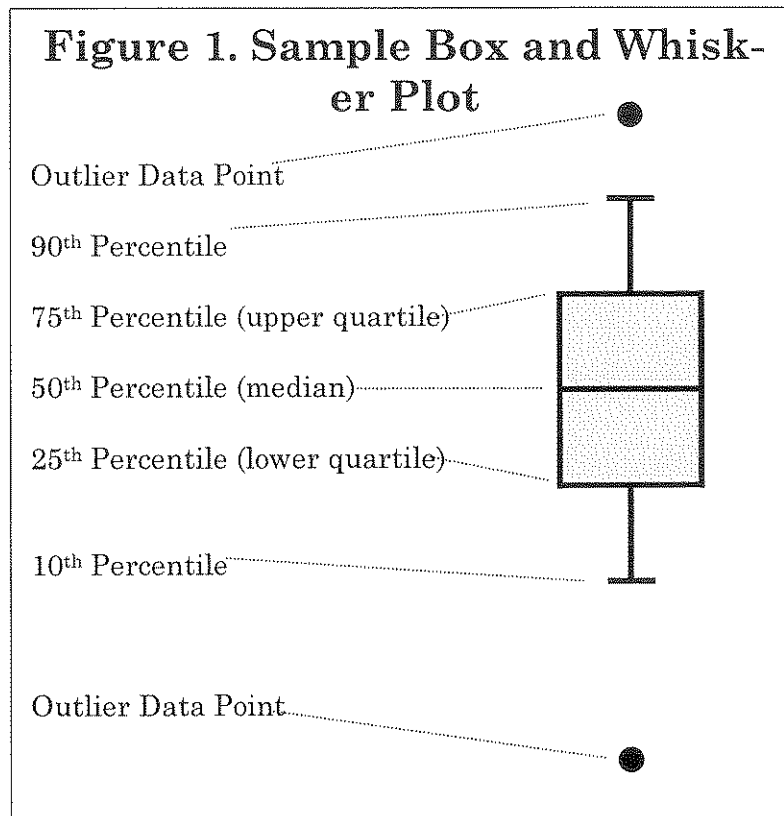 Figure 1. Sample Box and Whisk-
er Plot
Outlier Data Point
90th Percentile
75th Percentile (upper quartile)
50th Percentile (median)
25th Percentile (lower quartile)
10th Percentile
Outlier Data Point